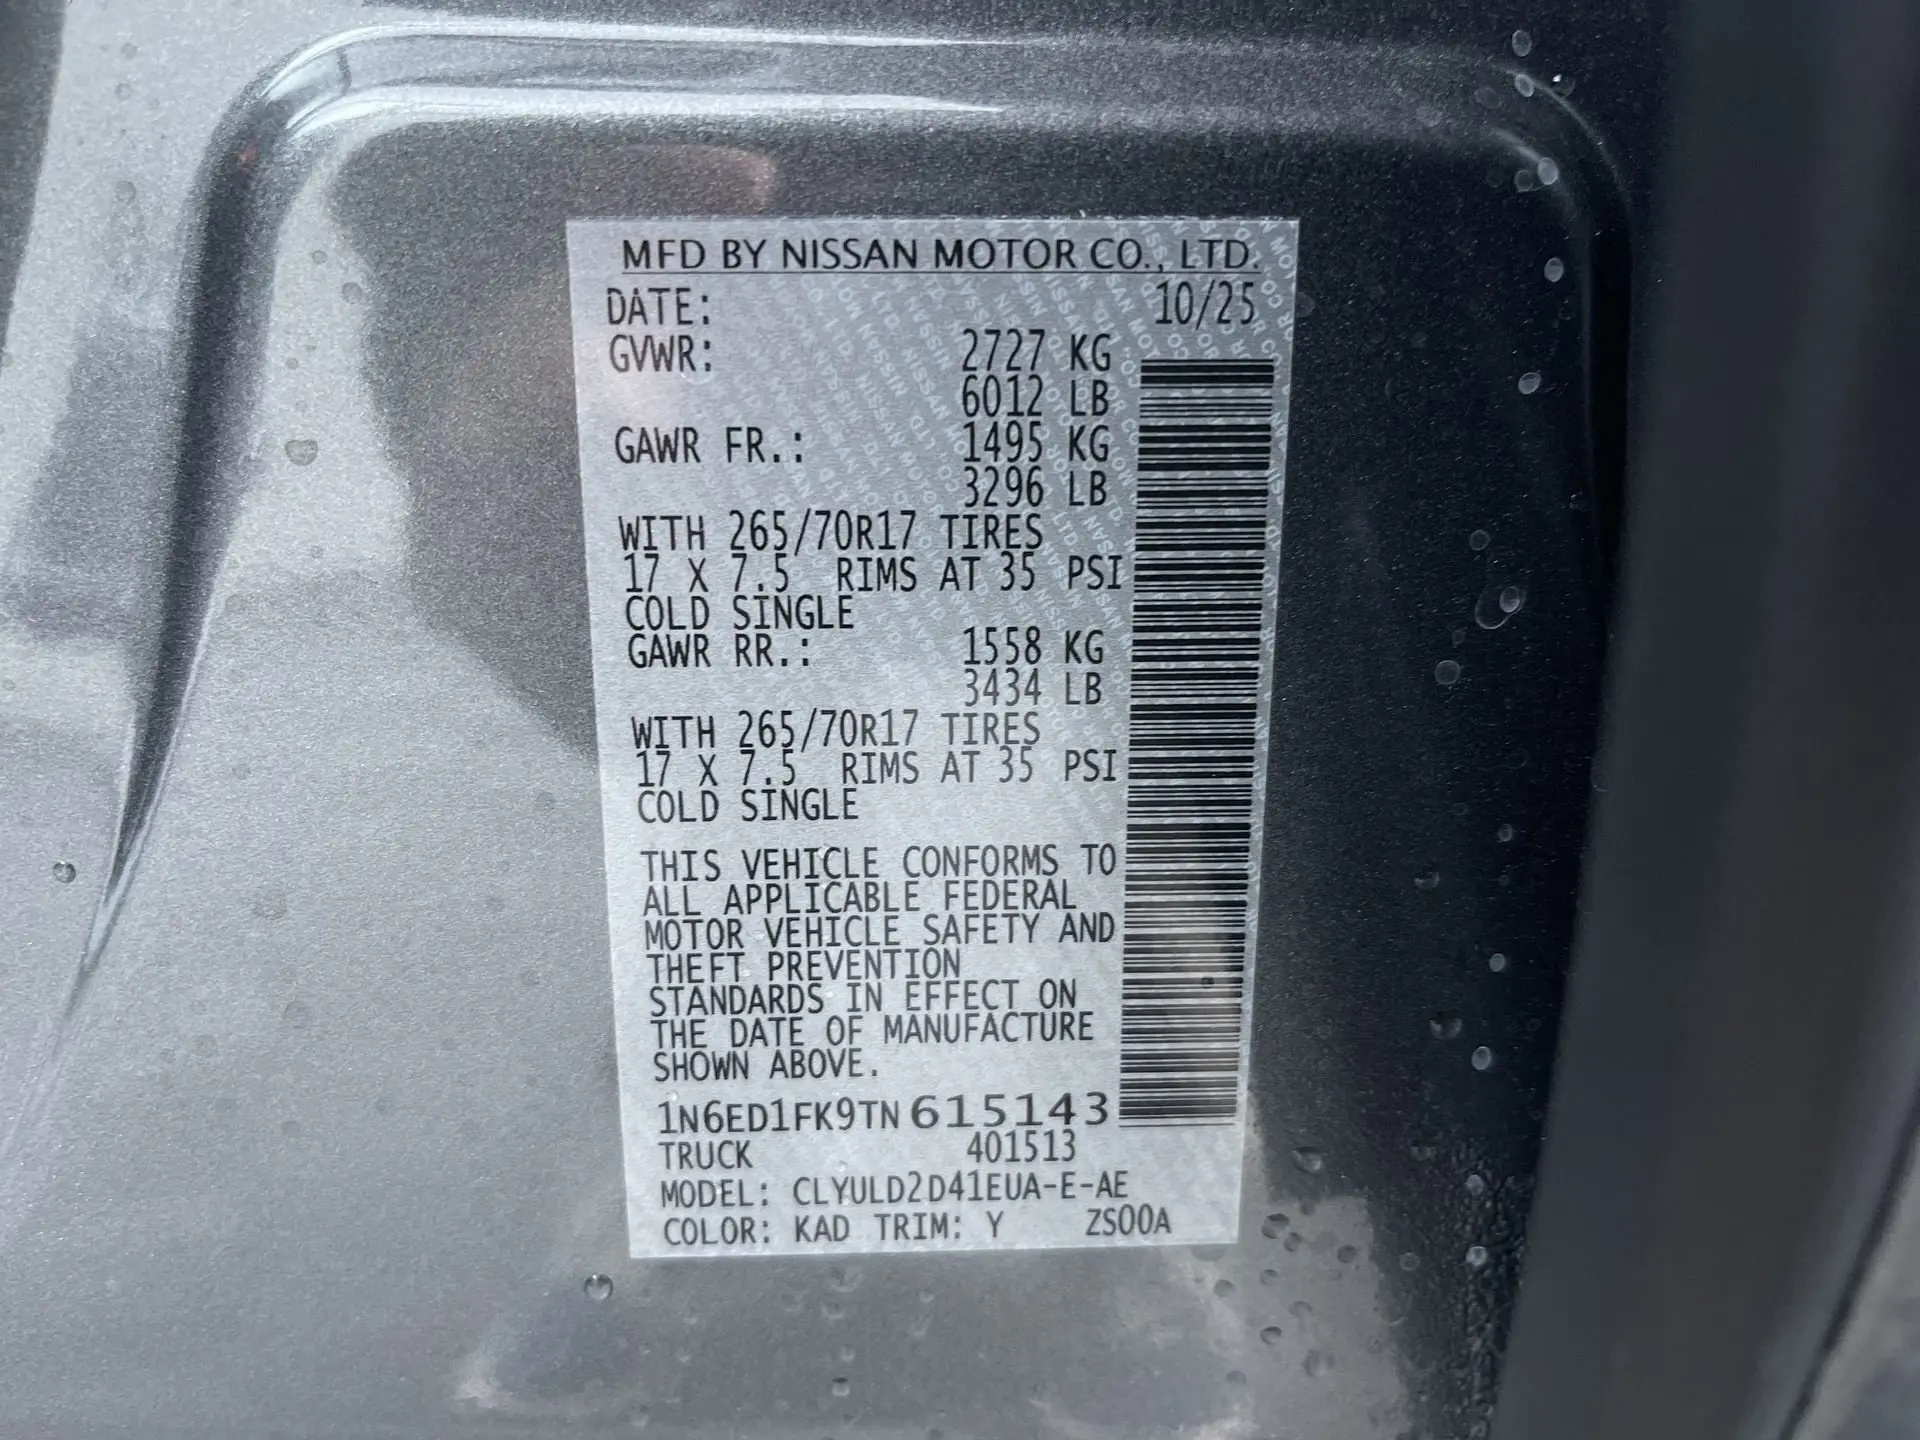 MFD BY NISSAN MOTOR CO., LTD.
DATE: 10/25
GVWR: 2727 KG
6012 LB
GAWR FR.: 1495 KG
3296 LB
WITH 265/70R17 TIRES
17 X 7.5 RIMS AT 35 PSI
COLD SINGLE
GAWR RR.: 1558 KG
3434 LB
WITH 265/70R17 TIRES
17 X 7.5 RIMS AT 35 PSI
COLD SINGLE
THIS VEHICLE CONFORMS TO
ALL APPLICABLE FEDERAL
MOTOR VEHICLE SAFETY AND
THEFT PREVENTION
STANDARDS IN EFFECT ON
THE DATE OF MANUFACTURE
SHOWN ABOVE.
1N6ED1FK9TN615143
TRUCK 401513
MODEL: CLYULD2D41EUA-E-AE
COLOR: KAD TRIM: Y ZS00A